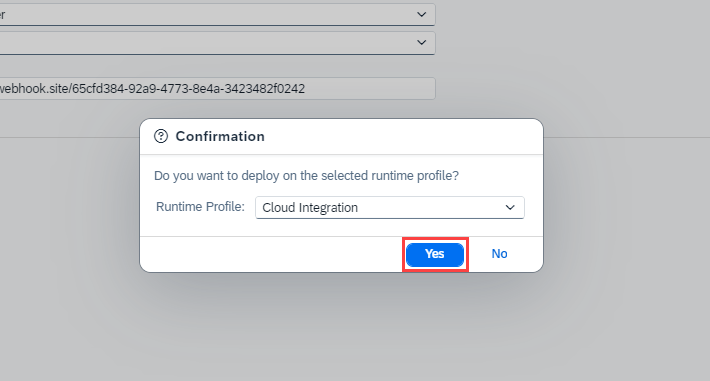 er
webhook.site/65cfd384-92a9-4773-8e4a-3423482f0242
Confirmation
Do you want to deploy on the selected runtime profile?
Runtime Profile: Cloud Integration
Yes No